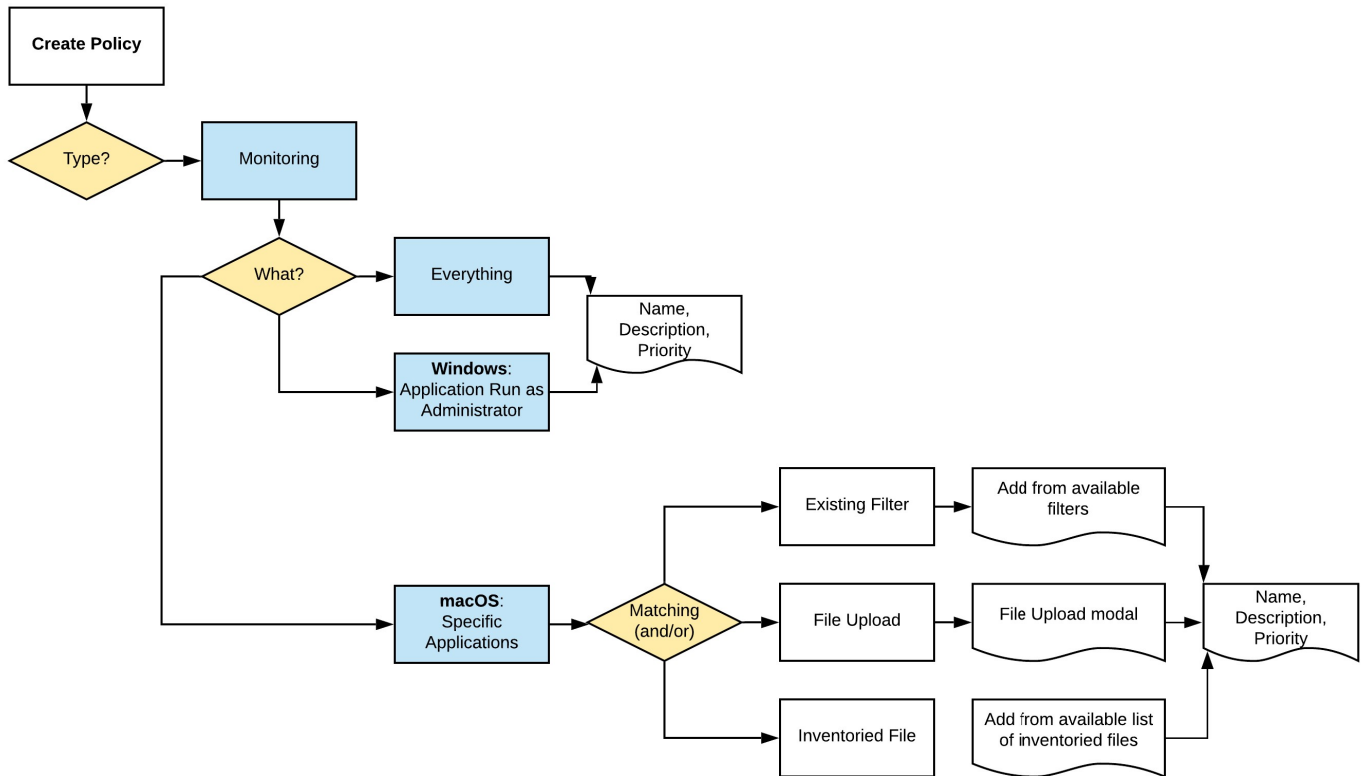 Create Policy
Type?
Monitoring
What?
Everything
Name,
Description,
Priority
Windows:
Application Run as
Administrator
Existing Filter
Add from available
filters
macOS:
Specific
Applications
Matching
(and/or)
File Upload
File Upload modal
Name,
Description,
Priority
Inventoried File
Add from available list
of inventoried files